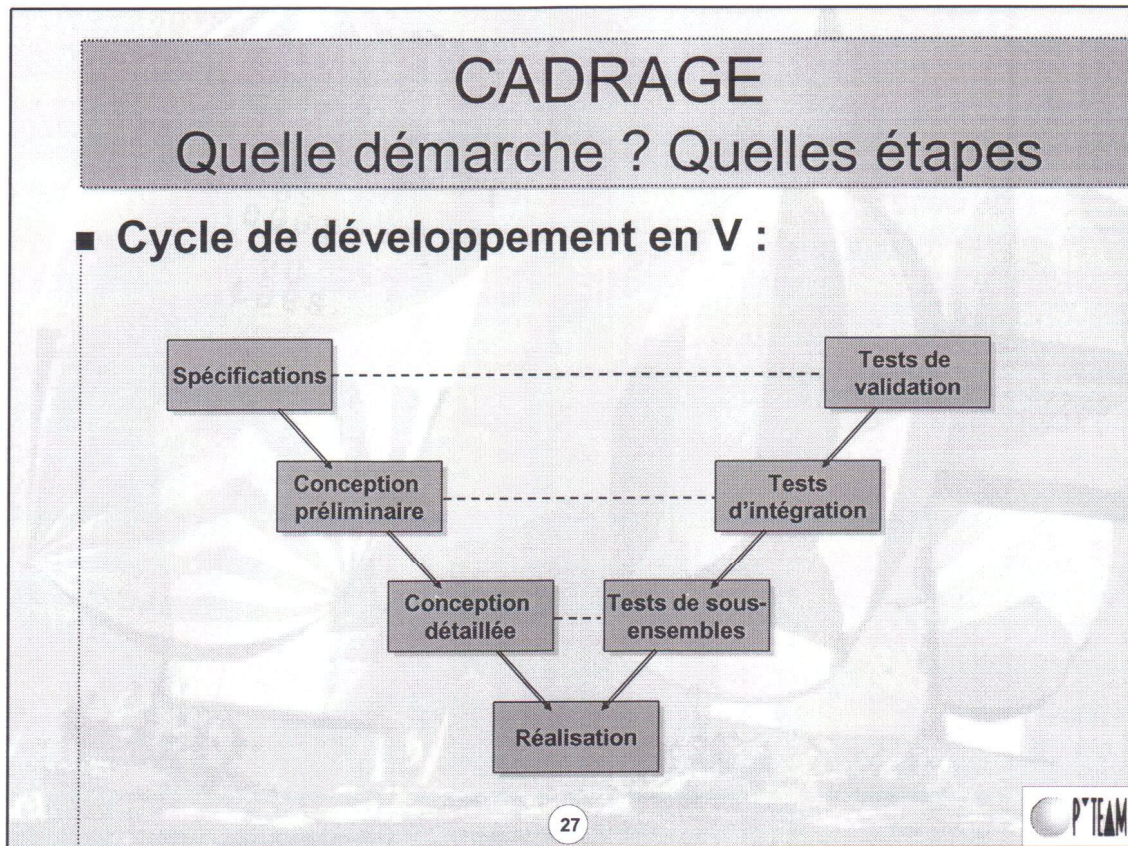 CADRAGE
Quelle démarche ? Quelles étapes
■ Cycle de développement en V :
Spécifications
Tests de
validation
Conception
préliminaire
Tests
d'intégration
Conception
détaillée
Tests de sous-
ensembles
Réalisation
27
P'TEAM